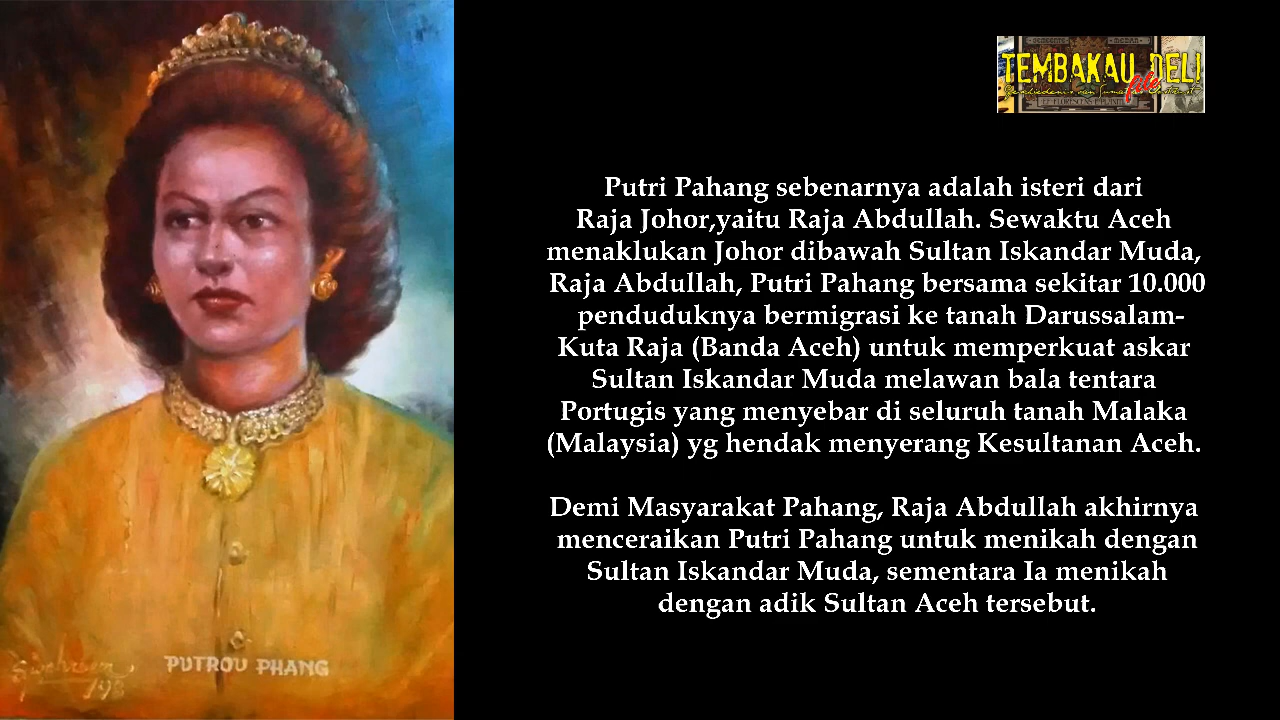 TEMBAKAU DELI
file
Putri Pahang sebenarnya adalah isteri dari
Raja Johor,yaitu Raja Abdullah. Sewaktu Aceh
menaklukan Johor dibawah Sultan Iskandar Muda,
Raja Abdullah, Putri Pahang bersama sekitar 10.000
penduduknya bermigrasi ke tanah Darussalam-
Kuta Raja (Banda Aceh) untuk memperkuat askar
Sultan Iskandar Muda melawan bala tentara
Portugis yang menyebar di seluruh tanah Malaka
(Malaysia) yg hendak menyerang Kesultanan Aceh.
Demi Masyarakat Pahang, Raja Abdullah akhirnya
menceraikan Putri Pahang untuk menikah dengan
Sultan Iskandar Muda, sementara Ia menikah
dengan adik Sultan Aceh tersebut.
PUTROU PHANG